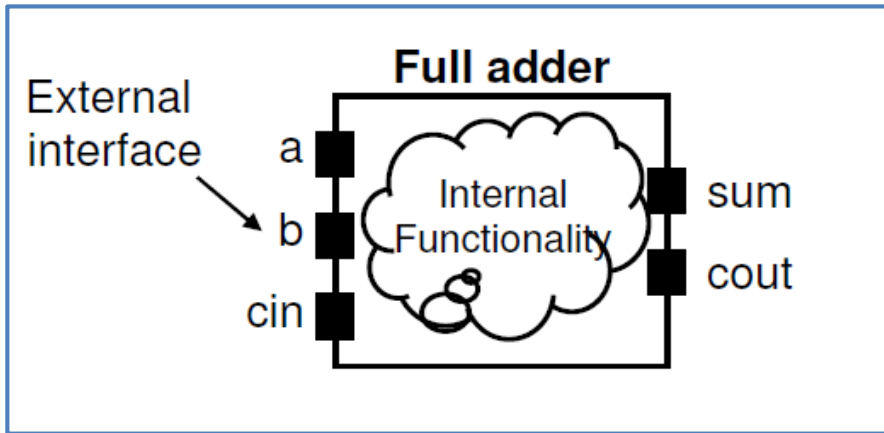 Full adder
External
interface
a
b
cin
Internal
Functionality
sum
cout